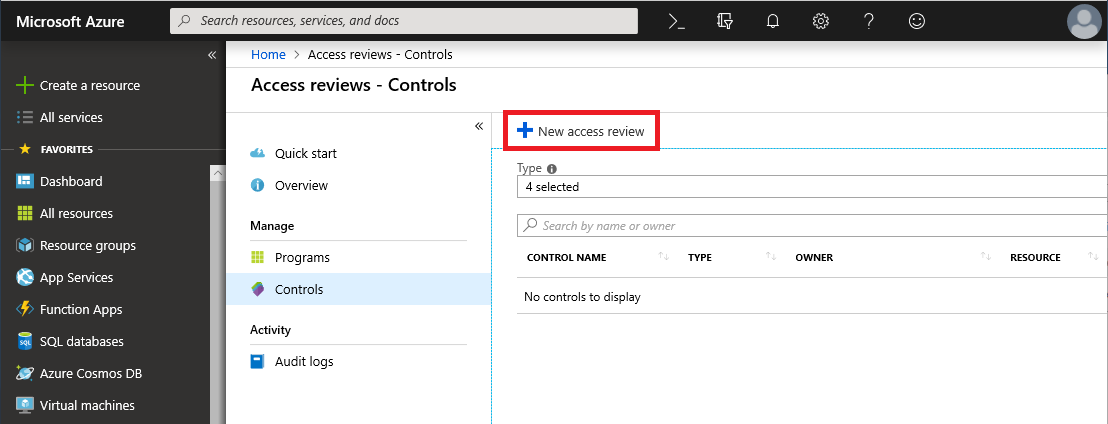 Microsoft Azure
Search resources, services, and docs
Home > Access reviews - Controls
Access reviews - Controls
Create a resource
All services
FAVORITES
Dashboard
All resources
Resource groups
App Services
Function Apps
SQL databases
Azure Cosmos DB
Virtual machines
Quick start
Overview
Manage
Programs
Controls
Activity
Audit logs
New access review
Type
4 selected
Search by name or owner
CONTROL NAME TYPE OWNER RESOURCE
No controls to display